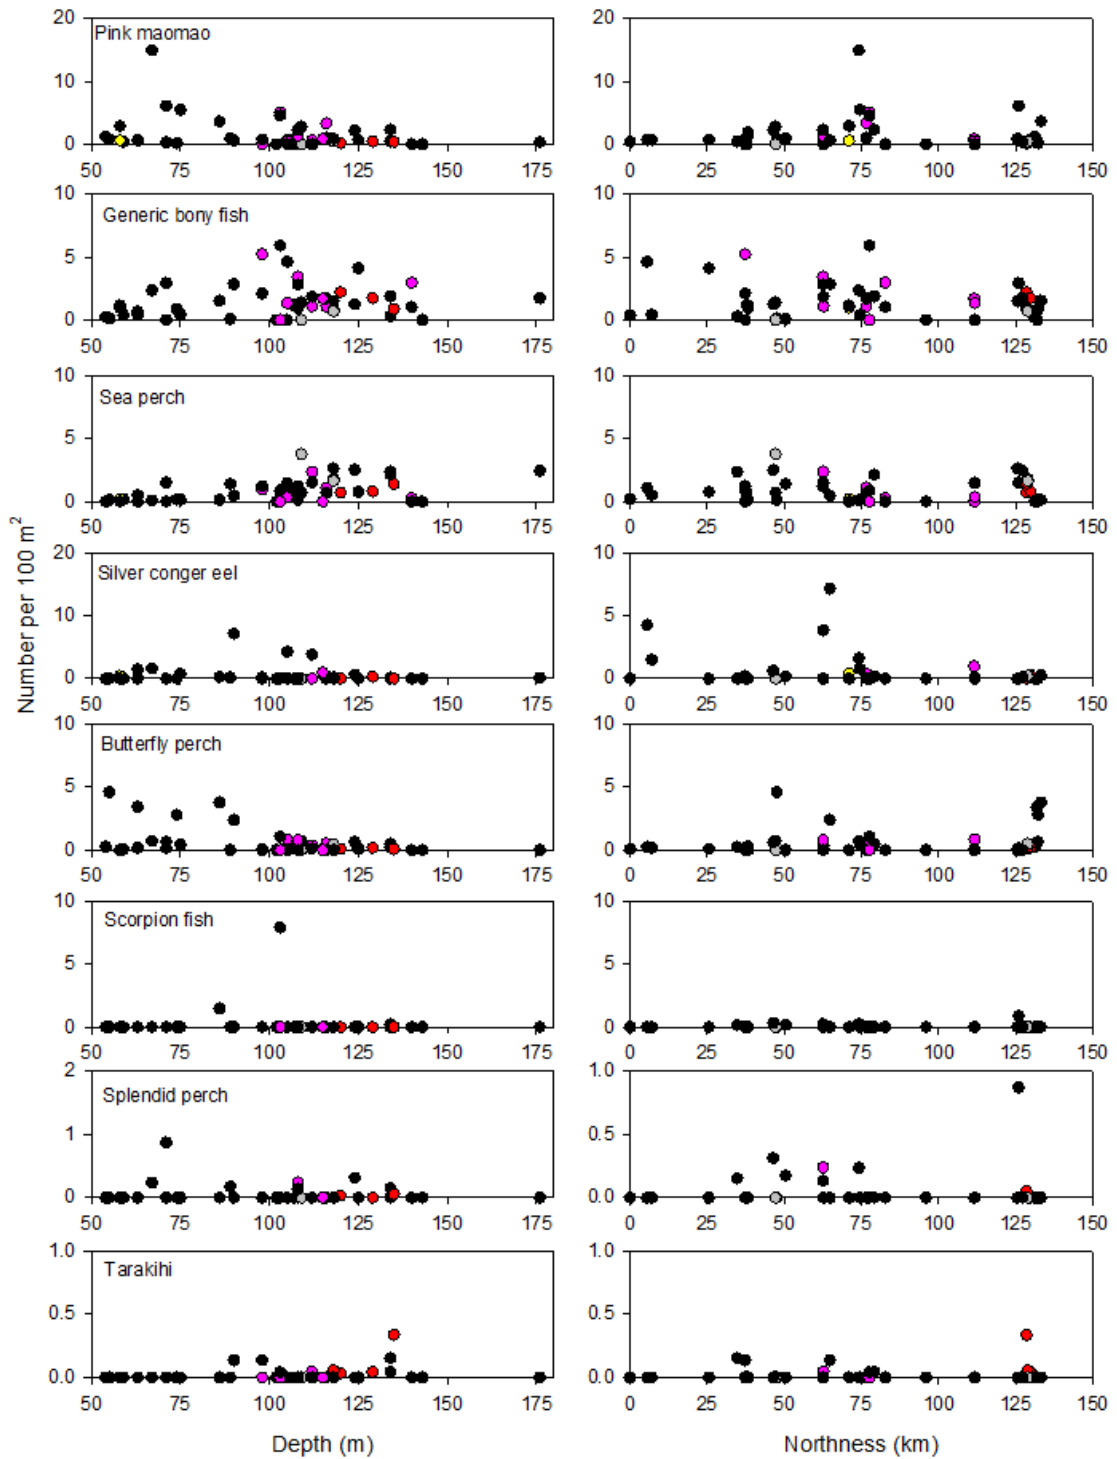 20
10
0
Pink maomao
50 75 100 125 150 175
20
10
0
0 25 50 75 100 125 150
10
5
0
Generic bony fish
50 75 100 125 150 175
10
5
0
0 25 50 75 100 125 150
10
5
0
Sea perch
50 75 100 125 150 175
10
5
0
0 25 50 75 100 125 150
Number per 100 m²
20
10
0
Silver conger eel
50 75 100 125 150 175
10
5
0
0 25 50 75 100 125 150
10
5
0
Butterfly perch
50 75 100 125 150 175
10
5
0
0 25 50 75 100 125 150
10
5
0
Scorpion fish
50 75 100 125 150 175
10
5
0
0 25 50 75 100 125 150
2
1
0
Splendid perch
50 75 100 125 150 175
1.0
0.5
0.0
0 25 50 75 100 125 150
1.0
0.5
0.0
Tarakihi
50 75 100 125 150 175
1.0
0.5
0.0
0 25 50 75 100 125 150
Depth (m)
Northness (km)